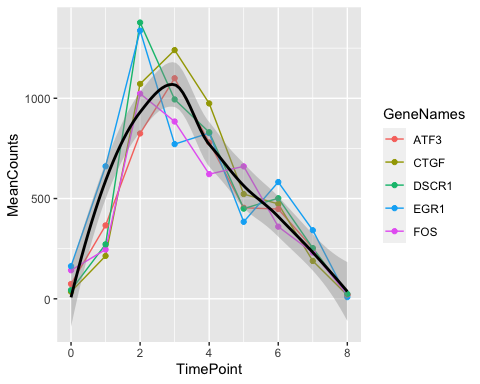 MeanCounts
1000
500
0
0
2
4
6
8
TimePoint
GeneNames
ATF3
CTGF
DSCR1
EGR1
FOS